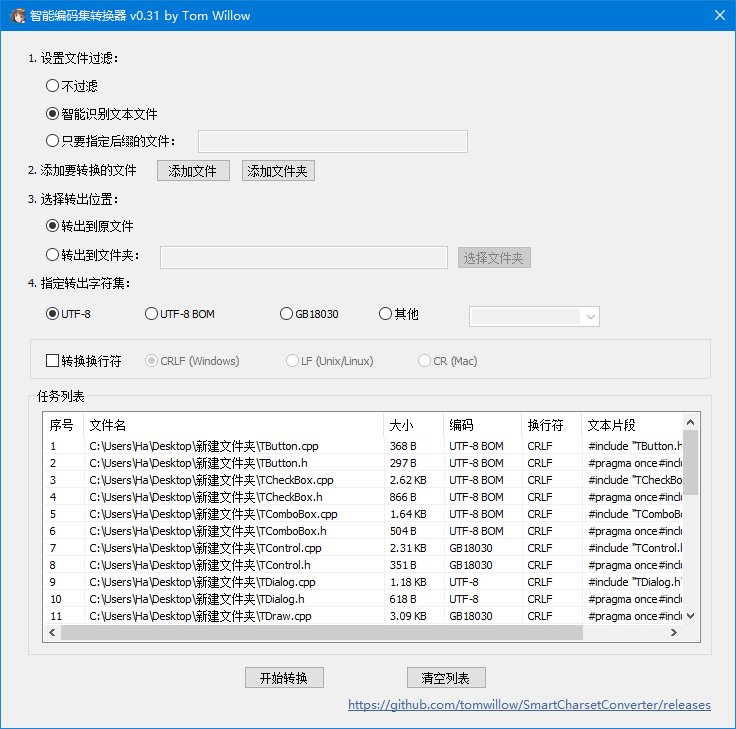 智能编码集转换器 v0.31 by Tom Willow
1. 设置文件过滤：
不过滤
智能识别文本文件
只要指定后缀的文件：
2. 添加要转换的文件 添加文件 添加文件夹
3. 选择转出位置：
转出到原文件
转出到文件夹： 选择文件夹
4. 指定转出字符集：
UTF-8 UTF-8 BOM GB18030 其他
转换换行符 CRLF (Windows) LF (Unix/Linux) CR (Mac)
任务列表
序号 文件名 大小 编码 换行符 文本片段
1 C:\Users\Ha\Desktop\新建文件夹\TButton.cpp 368 B UTF-8 BOM CRLF #include "TButton.h
2 C:\Users\Ha\Desktop\新建文件夹\TButton.h 297 B UTF-8 BOM CRLF #pragma once#inclu
3 C:\Users\Ha\Desktop\新建文件夹\TCheckBox.cpp 2.62 KB UTF-8 BOM CRLF #include "TCheckBo
4 C:\Users\Ha\Desktop\新建文件夹\TCheckBox.h 866 B UTF-8 BOM CRLF #pragma once#inclu
5 C:\Users\Ha\Desktop\新建文件夹\TComboBox.cpp 1.64 KB UTF-8 BOM CRLF #include "TComboBo
6 C:\Users\Ha\Desktop\新建文件夹\TComboBox.h 504 B UTF-8 BOM CRLF #pragma once#inclu
7 C:\Users\Ha\Desktop\新建文件夹\TControl.cpp 2.31 KB GB18030 CRLF #include "TControl.h
8 C:\Users\Ha\Desktop\新建文件夹\TControl.h 351 B GB18030 CRLF #pragma once#inclu
9 C:\Users\Ha\Desktop\新建文件夹\TDialog.cpp 1.18 KB UTF-8 CRLF #include "TDialog.h"
10 C:\Users\Ha\Desktop\新建文件夹\TDialog.h 618 B UTF-8 CRLF #pragma once#inclu
11 C:\Users\Ha\Desktop\新建文件夹\TDraw.cpp 3.09 KB GB18030 CRLF #pragma once#inclu
开始转换 清空列表
https://github.com/tomwillow/SmartCharsetConverter/releases